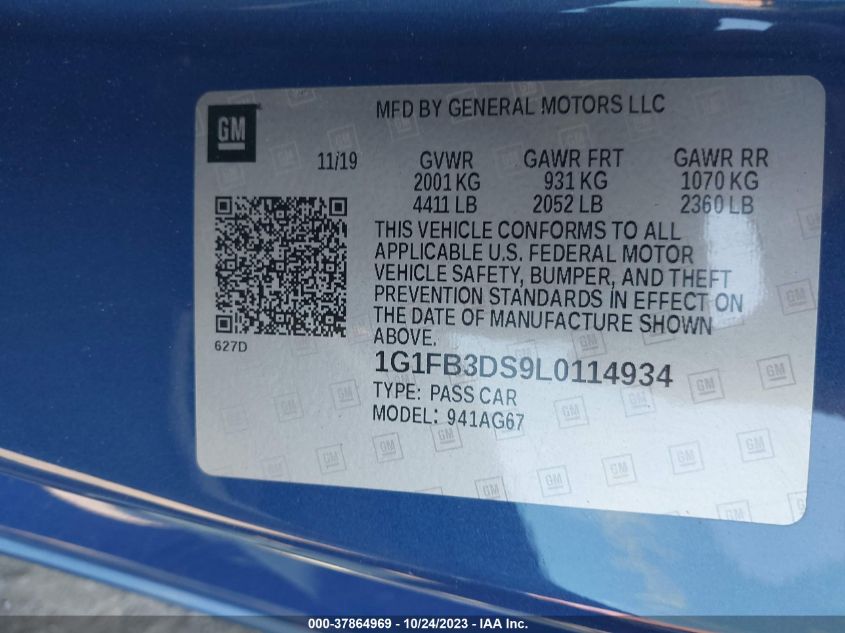 MFD BY GENERAL MOTORS LLC
GM
11/19 GVWR GAWR FRT GAWR RR
2001 KG 931 KG 1070 KG
4411 LB 2052 LB 2360 LB
THIS VEHICLE CONFORMS TO ALL
APPLICABLE U.S. FEDERAL MOTOR
VEHICLE SAFETY, BUMPER, AND THEFT
PREVENTION STANDARDS IN EFFECT ON
THE DATE OF MANUFACTURE SHOWN
ABOVE.
627D
1G1FB3DS9L0114934
TYPE: PASS CAR
MODEL: 941AG67
000-37864969 - 10/24/2023 - IAA Inc.